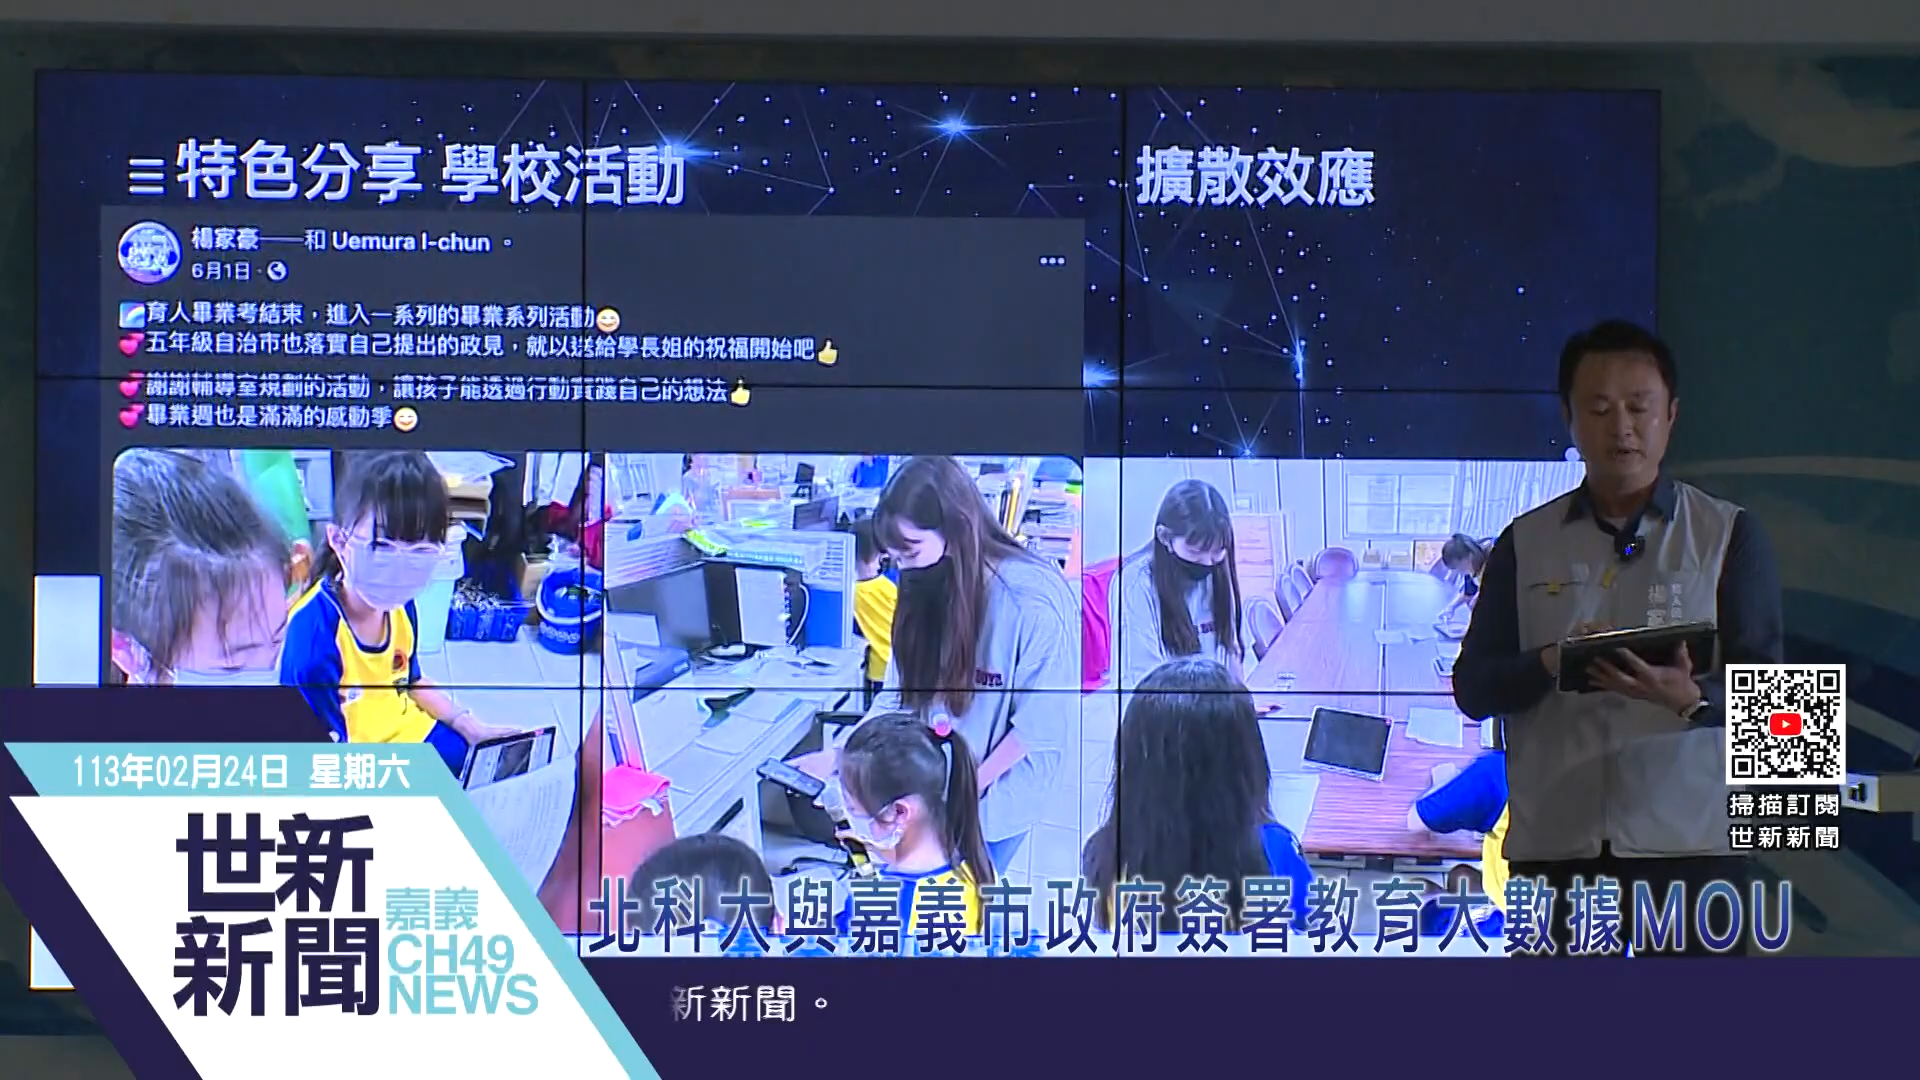 特色分享 學校活動
擴散效應
楊家豪——和 Uemura I-chun。
6月1日
育人畢業考結束，進入一系列的畢業系列活動😊
💕五年級自治市也落實自己提出的政見，就以送給學長姐的祝福開始吧👍
💕謝謝輔導室規劃的活動，讓孩子能透過行動實踐自己的想法👍
💕畢業週也是滿滿的感動季😊
掃描訂閱
世新新聞
113年02月24日 星期六
世新
新聞
嘉義
CH49
NEWS
北科大與嘉義市政府簽署教育大數據MOU
新新聞。